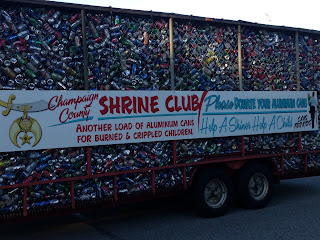 Champaign
County
SHRINE CLUB
ANOTHER LOAD OF ALUMINUM CANS
FOR BURNED & CRIPPLED CHILDREN.
Please
DONATE YOUR ALUMINUM CANS
Help A Shriner Help A Child